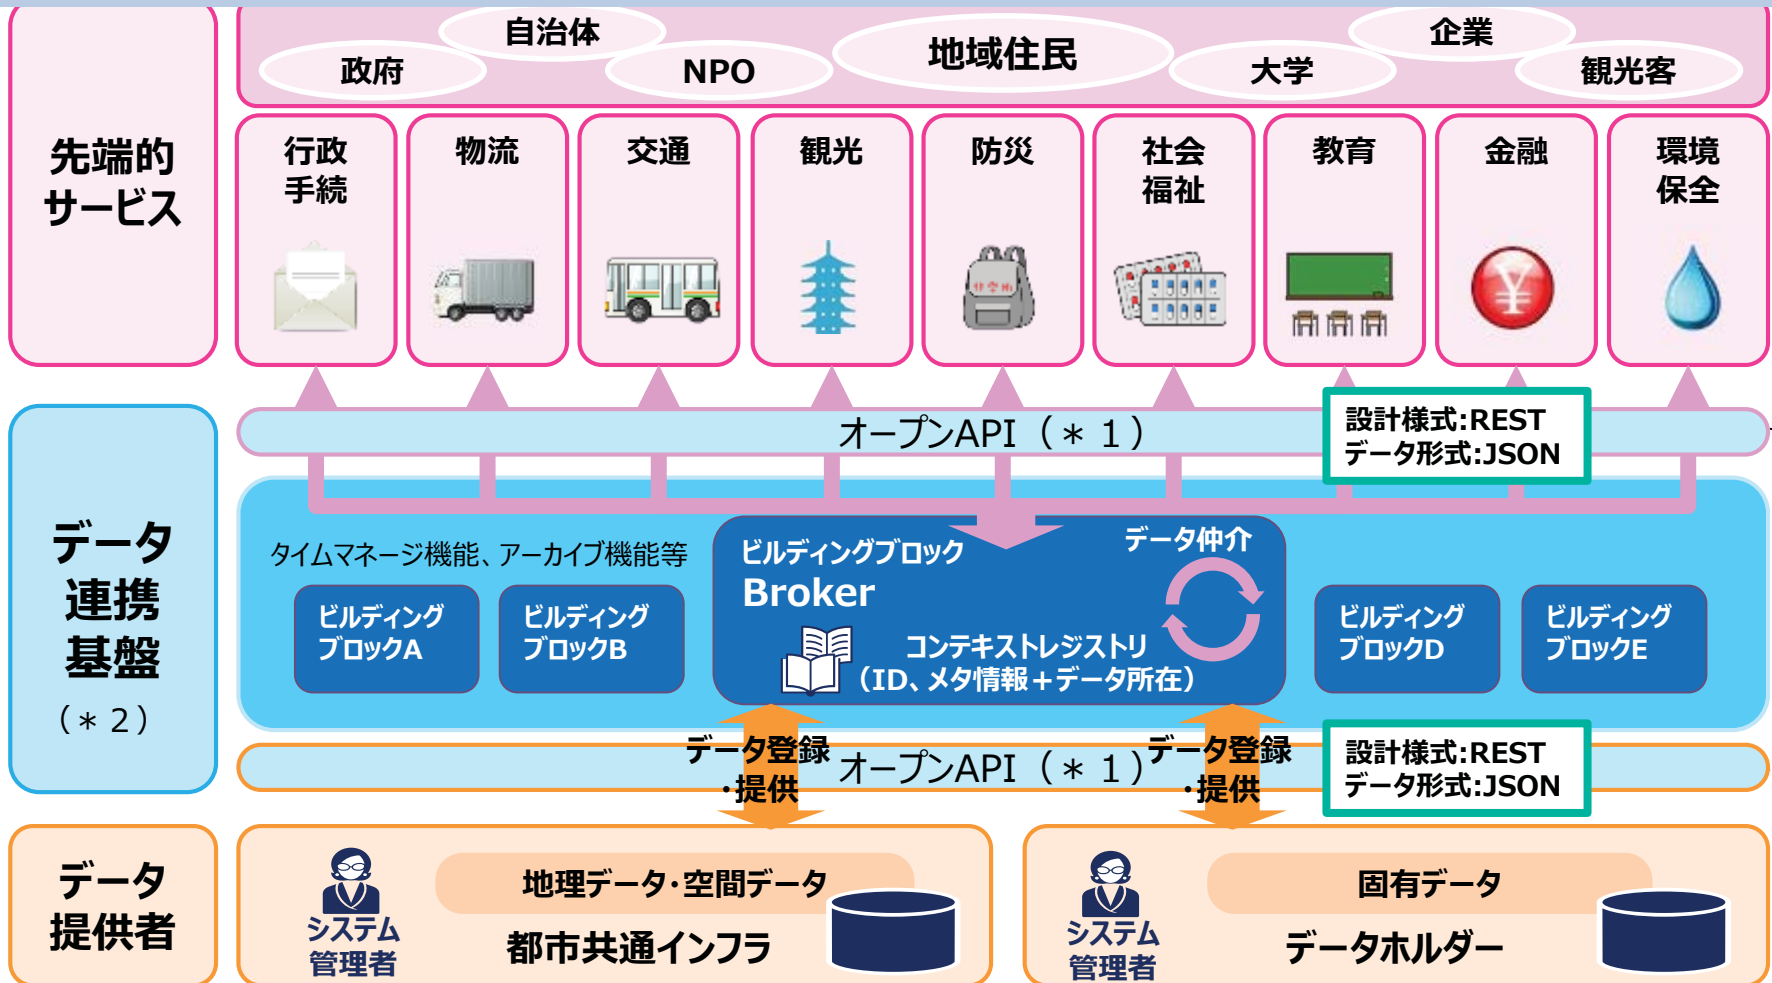 自治体
企業
地域住民
政府
NPO
大学
観光客
先端的
サービス
行政
手続
物流
交通
観光
防災
社会
福祉
教育
金融
環境
保全
オープンAPI（＊１）
設計様式:REST
データ形式:JSON
データ
連携
基盤
（＊２）
タイムマネージ機能、アーカイブ機能等
ビルディング
ブロックA
ビルディング
ブロックB
ビルディングブロック
Broker
データ仲介
コンテキストレジストリ
（ID、メタ情報＋データ所在）
ビルディング
ブロックD
ビルディング
ブロックE
データ登録
・提供
オープンAPI（＊１）
データ登録
・提供
設計様式:REST
データ形式:JSON
データ
提供者
システム
管理者
地理データ・空間データ
都市共通インフラ
システム
管理者
固有データ
データホルダー